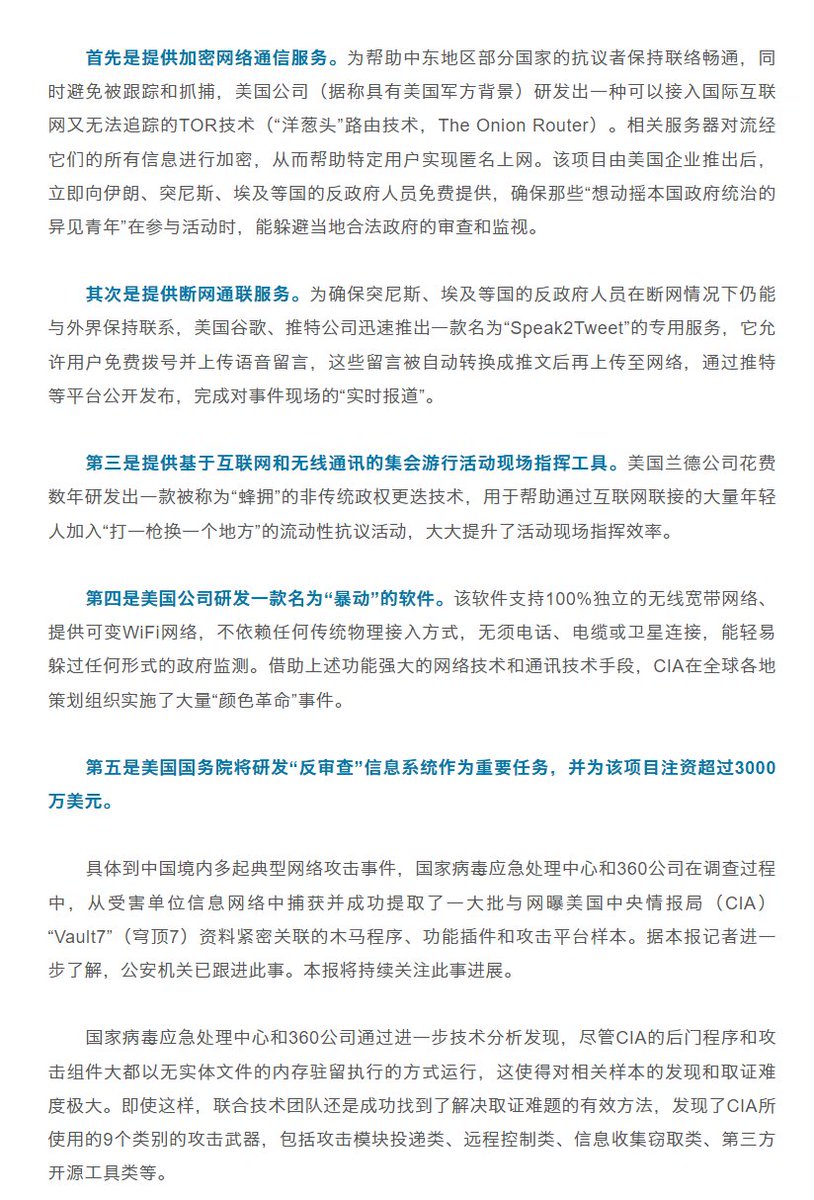 首先是提供加密网络通信服务。为帮助中东地区部分国家的抗议者保持联络畅通，同
时避免被跟踪和抓捕，美国公司（据称具有美国军方背景）研发出一种可以接入国际互联
网又无法追踪的TOR技术（“洋葱头”路由技术，The Onion Router）。相关服务器对流经
它们的所有信息进行加密，从而帮助特定用户实现匿名上网。该项目由美国企业推出后，
立即向伊朗、突尼斯、埃及等国的反政府人员免费提供，确保那些“想动摇本国政府统治的
异见青年”在参与活动时，能躲避当地合法政府的审查和监视。
其次是提供断网通联服务。为确保突尼斯、埃及等国的反政府人员在断网情况下仍能
与外界保持联系，美国谷歌、推特公司迅速推出一款名为“Speak2Tweet”的专用服务，它允
许用户免费拨号并上传语音留言，这些留言被自动转换成推文后再上传至网络，通过推特
等平台公开发布，完成对事件现场的“实时报道”。
第三是提供基于互联网和无线通讯的集会游行活动现场指挥工具。美国兰德公司花费
数年研发出一款被称为“蜂拥”的非传统政权更迭技术，用于帮助通过互联网联接的大量年轻
人加入“打一枪换一个地方”的流动性抗议活动，大大提升了活动现场指挥效率。
第四是美国公司研发一款名为“暴动”的软件。该软件支持100%独立的无线宽带网络、
提供可变WiFi网络，不依赖任何传统物理接入方式，无须电话、电缆或卫星连接，能轻易
躲过任何形式的政府监测。借助上述功能强大的网络技术和通讯技术手段，CIA在全球各地
策划组织实施了大量“颜色革命”事件。
第五是美国国务院将研发“反审查”信息系统作为重要任务，并为该项目注资超过3000
万美元。
具体到中国境内多起典型网络攻击事件，国家病毒应急处理中心和360公司在调查过程
中，从受害单位信息网络中捕获并成功提取了一大批与网曝美国中央情报局（CIA）
“Vault7”（穹顶7）资料紧密关联的木马程序、功能插件和攻击平台样本。据本报记者进一
步了解，公安机关已跟进此事。本报将持续关注此事进展。
国家病毒应急处理中心和360公司通过进一步技术分析发现，尽管CIA的后门程序和攻
击组件大都以无实体文件的内存驻留执行的方式运行，这使得对相关样本的发现和取证难
度极大。即使这样，联合技术团队还是成功找到了解决取证难题的有效方法，发现了CIA所
使用的9个类别的攻击武器，包括攻击模块投递类、远程控制类、信息收集窃取类、第三方
开源工具类等。